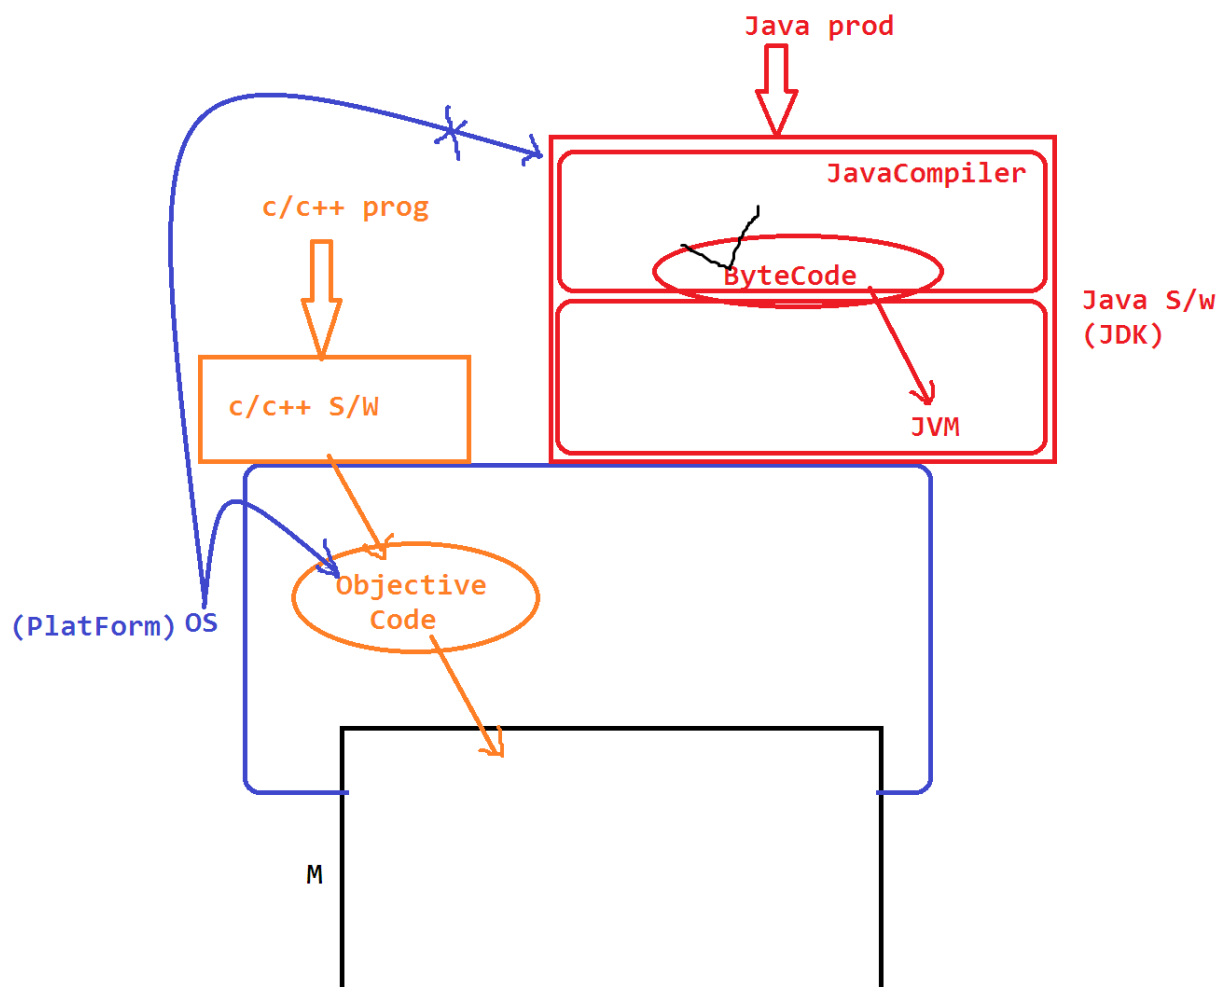 Java prod
JavaCompiler
c/c++ prog
ByteCode
Java S/w
(JDK)
c/c++ S/W
JVM
Objective
Code
(PlatForm) OS
M